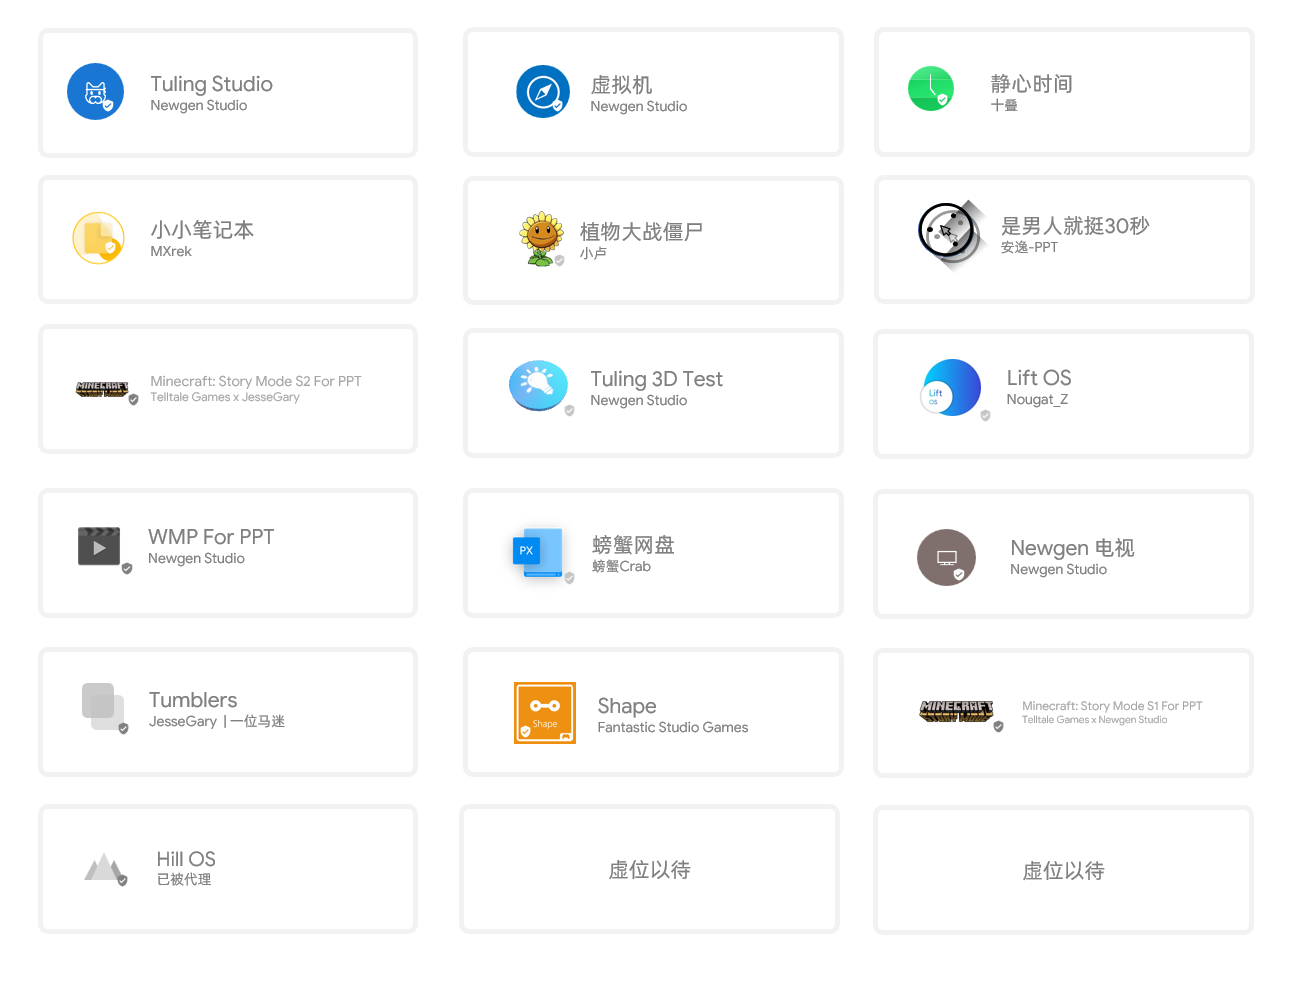 Tuling Studio
Newgen Studio
虚拟机
Newgen Studio
静心时间
十叠
小小笔记本
MXrek
植物大战僵尸
小卢
是男人就挺30秒
安逸-PPT
MINECRAFT
Minecraft: Story Mode S2 For PPT
Telltale Games x JesseGary
Tuling 3D Test
Newgen Studio
Lift
OS
Lift OS
Nougat_Z
WMP For PPT
Newgen Studio
PX
螃蟹网盘
螃蟹Crab
Newgen 电视
Newgen Studio
Tumblers
JesseGary | 一位马迷
Shape
Shape
Fantastic Studio Games
MINECRAFT
STORY MODE
Minecraft: Story Mode S1 For PPT
Telltale Games x Newgen Studio
Hill OS
已被代理
虚位以待
虚位以待